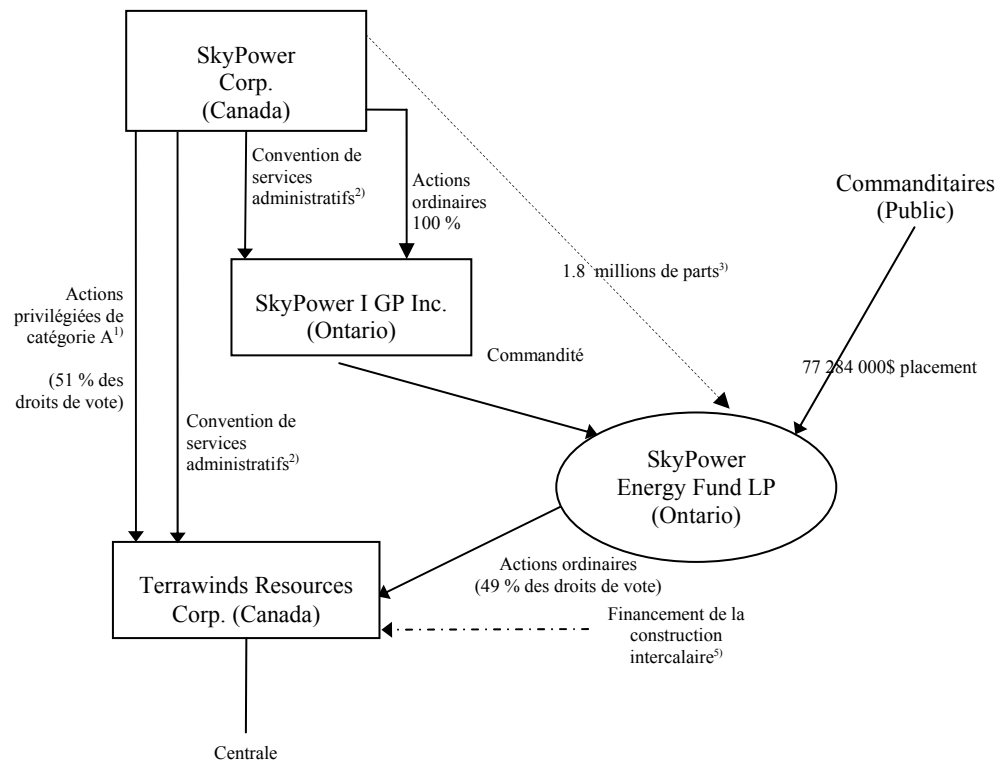 SkyPower
Corp.
(Canada)
Convention de
services
administratifs2)
Actions
ordinaires
100 %
Commanditaires
(Public)
1.8 millions de parts3)
Actions
privilégiées de
catégorie A1)
(51 % des
droits de vote)
SkyPower I GP Inc.
(Ontario)
Commandité
77 284 000$ placement
Convention de
services
administratifs2)
SkyPower
Energy Fund LP
(Ontario)
Actions ordinaires
(49 % des droits de vote)
Terrawinds Resources
Corp. (Canada)
Financement de la
construction
intercalaire5)
Centrale